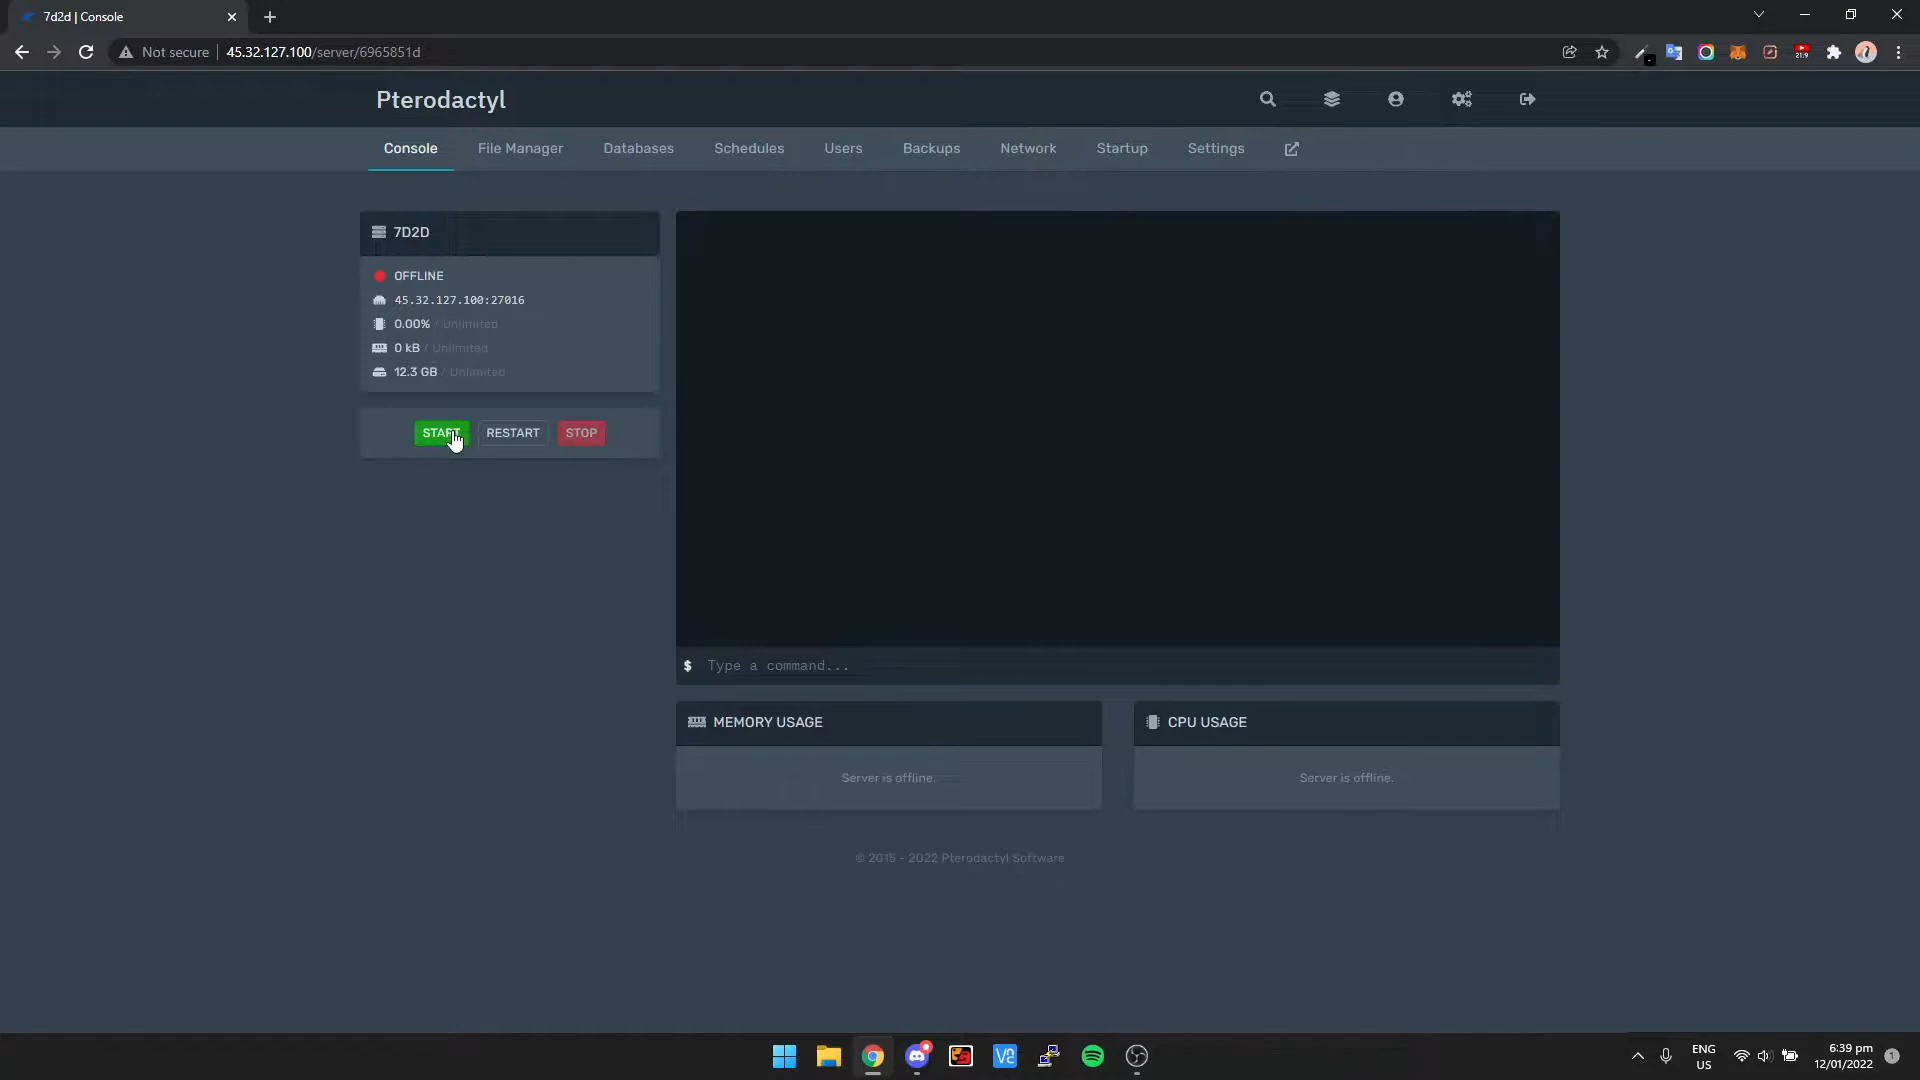 7d2d | Console
Not secure
45.32.127.100/server/6965851d
21:9
Pterodactyl
Console
File Manager
Databases
Schedules
Users
Backups
Network
Startup
Settings
7D2D
OFFLINE
45.32.127.100:27016
0.00% / Unlimited
0 kB / Unlimited
12.3 GB / Unlimited
START
RESTART
STOP
$ Type a command...
MEMORY USAGE
Server is offline.
CPU USAGE
Server is offline.
© 2015 - 2022 Pterodactyl Software
ENG
US
6:39 pm
12/01/2022
1